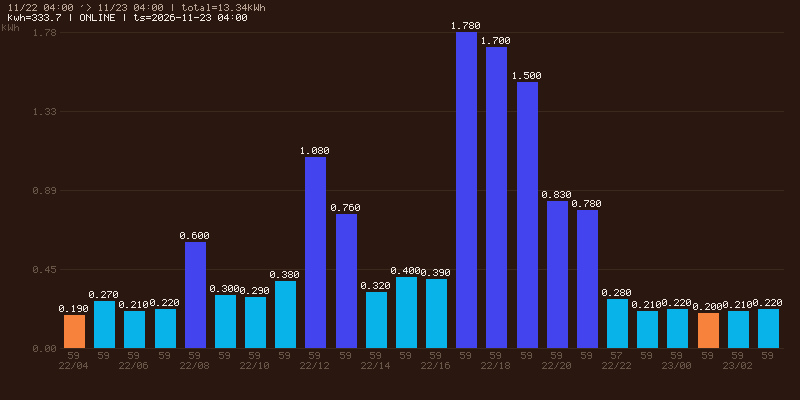 11/22 04:00 -> 11/23 04:00 | total=13.34kWh
Kwh=333.7 | ONLINE | ts=2026-11-23 04:00
kWh
1.78
1.33
0.89
0.45
0.00
0.190 0.270 0.210 0.220 0.600 0.300 0.290 0.380 1.080 0.760 0.320 0.400 0.390 1.780 1.700 1.500 0.830 0.780 0.280 0.210 0.220 0.200 0.210 0.220
59 59 59 59 59 59 59 59 59 59 59 59 59 59 59 59 59 59 57 59 59 59 59 59
22/04 22/06 22/08 22/10 22/12 22/14 22/16 22/18 22/20 22/22 23/00 23/02